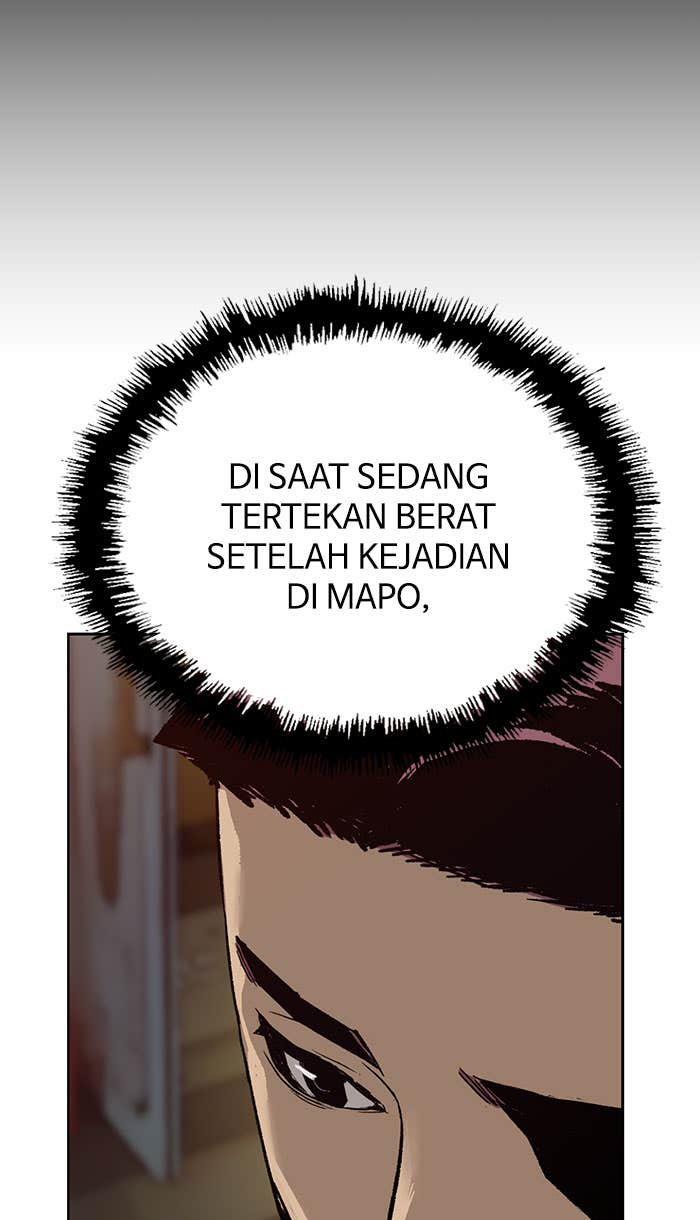 DI SAAT SEDANG
TERTEKAN BERAT
SETELAH KEJADIAN
DI MAPO,